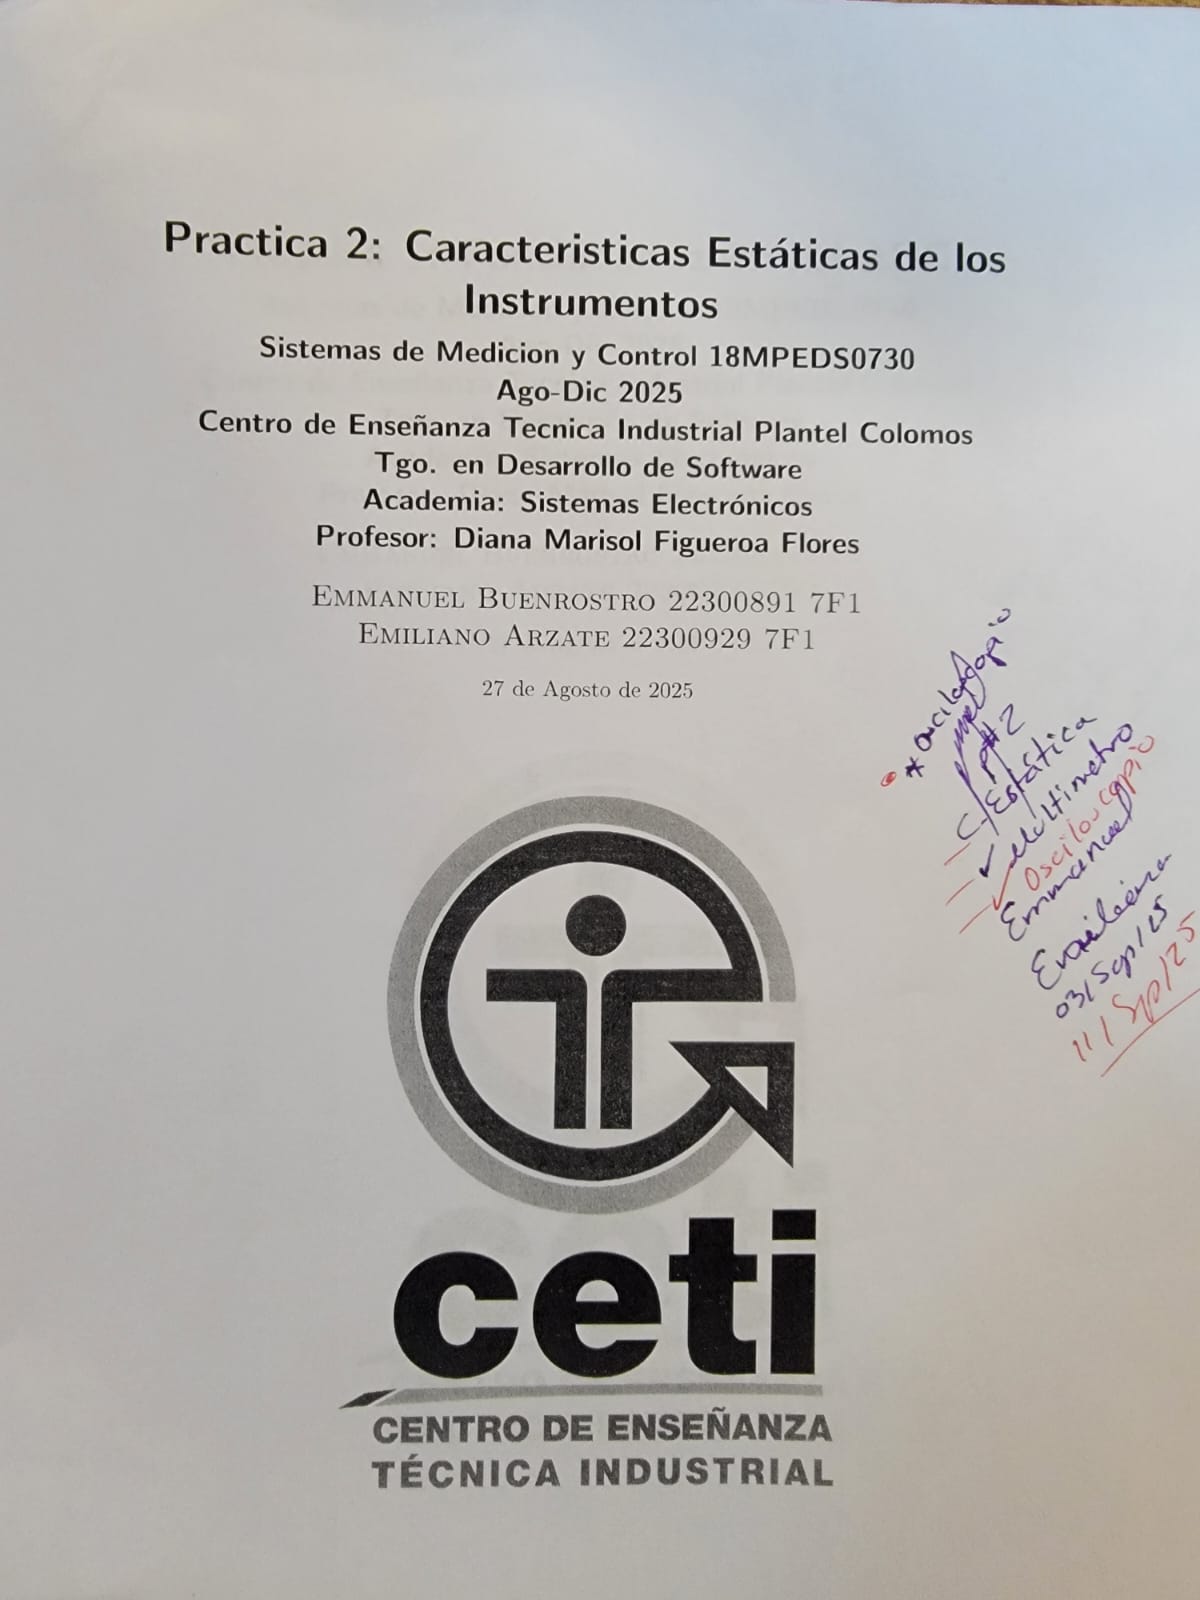 Practica 2: Caracteristicas Estáticas de los
Instrumentos
Sistemas de Medicion y Control 18MPEDS0730
Ago-Dic 2025
Centro de Enseñanza Tecnica Industrial Plantel Colomos
Tgo. en Desarrollo de Software
Academia: Sistemas Electrónicos
Profesor: Diana Marisol Figueroa Flores
EMMANUEL BUENROSTRO 22300891 7F1
EMILIANO ARZATE 22300929 7F1
27 de Agosto de 2025
* 
#2
C/Estática
✓ Multimetro
✓ Osciloscopio
Emmanuel
Emiliano
03/Sep/25
11/Sep/25
ceti
CENTRO DE ENSEÑANZA
TÉCNICA INDUSTRIAL